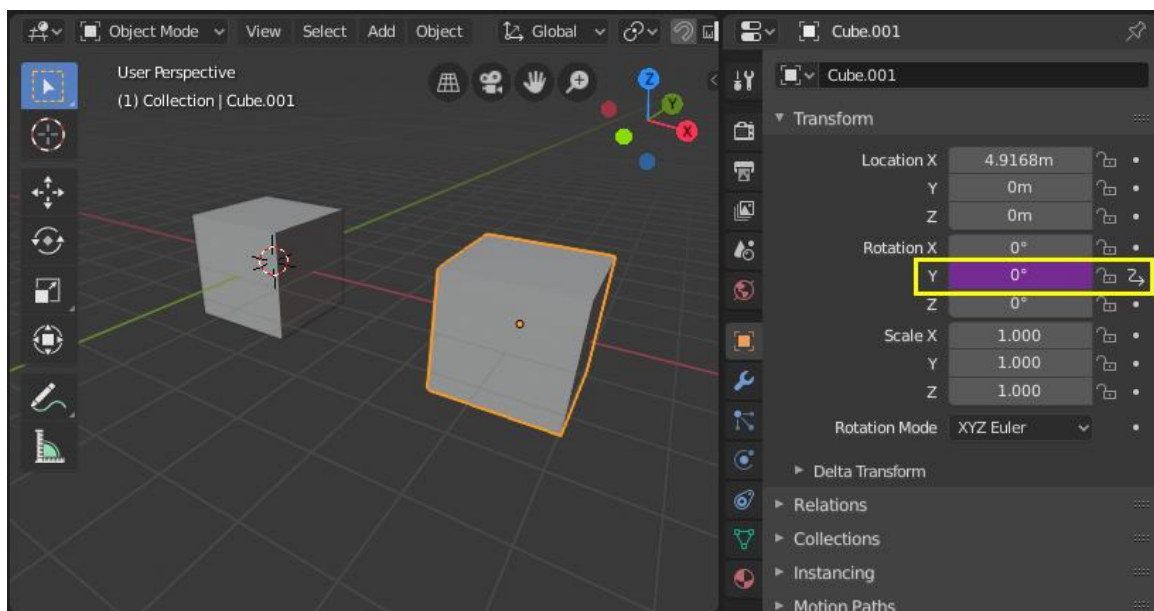 Object Mode View Select Add Object Global
User Perspective
(1) Collection | Cube.001
Z
Y
X
Cube.001
Cube.001
Transform
Location X 4.9168m
Y 0m
Z 0m
Rotation X 0°
Y 0°
Z 0°
Scale X 1.000
Y 1.000
Z 1.000
Rotation Mode XYZ Euler
Delta Transform
Relations
Collections
Instancing
Motion Paths